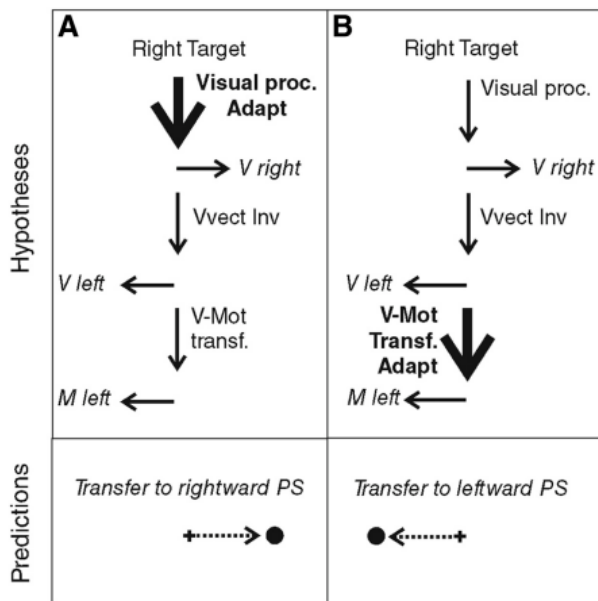 A
Right Target
Visual proc.
Adapt
V right
Vvect Inv
V left
V-Mot
transf.
M left
B
Right Target
Visual proc.
V right
Vvect Inv
V left
V-Mot
Transf.
Adapt
M left
Hypotheses
Predictions
Transfer to rightward PS
Transfer to leftward PS